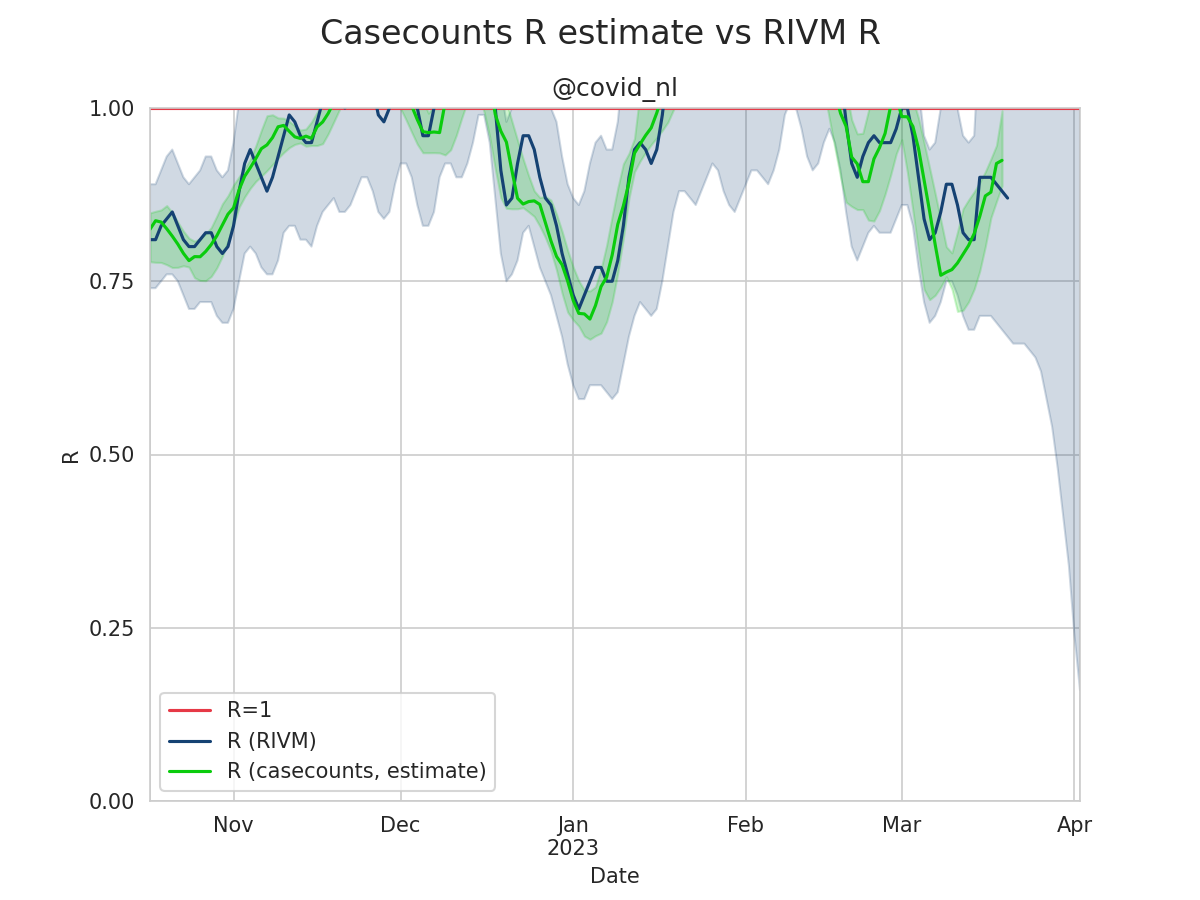 Casecounts R estimate vs RIVM R
@covid_nl
1.00
0.75
0.50
0.25
0.00
R
R=1
R (RIVM)
R (casecounts, estimate)
Nov
Dec
Jan
2023
Feb
Mar
Apr
Date